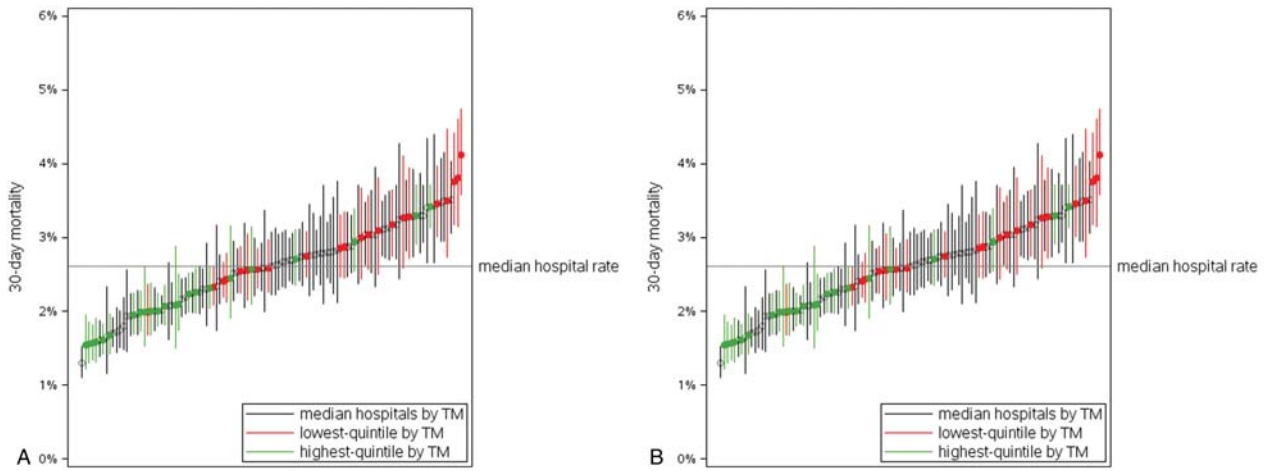 6%
5%
4%
3%
2%
1%
0%
30-day mortality
median hospital rate
median hospitals by TM
lowest-quintile by TM
highest-quintile by TM
A
6%
5%
4%
3%
2%
1%
0%
30-day mortality
median hospital rate
median hospitals by TM
lowest-quintile by TM
highest-quintile by TM
B